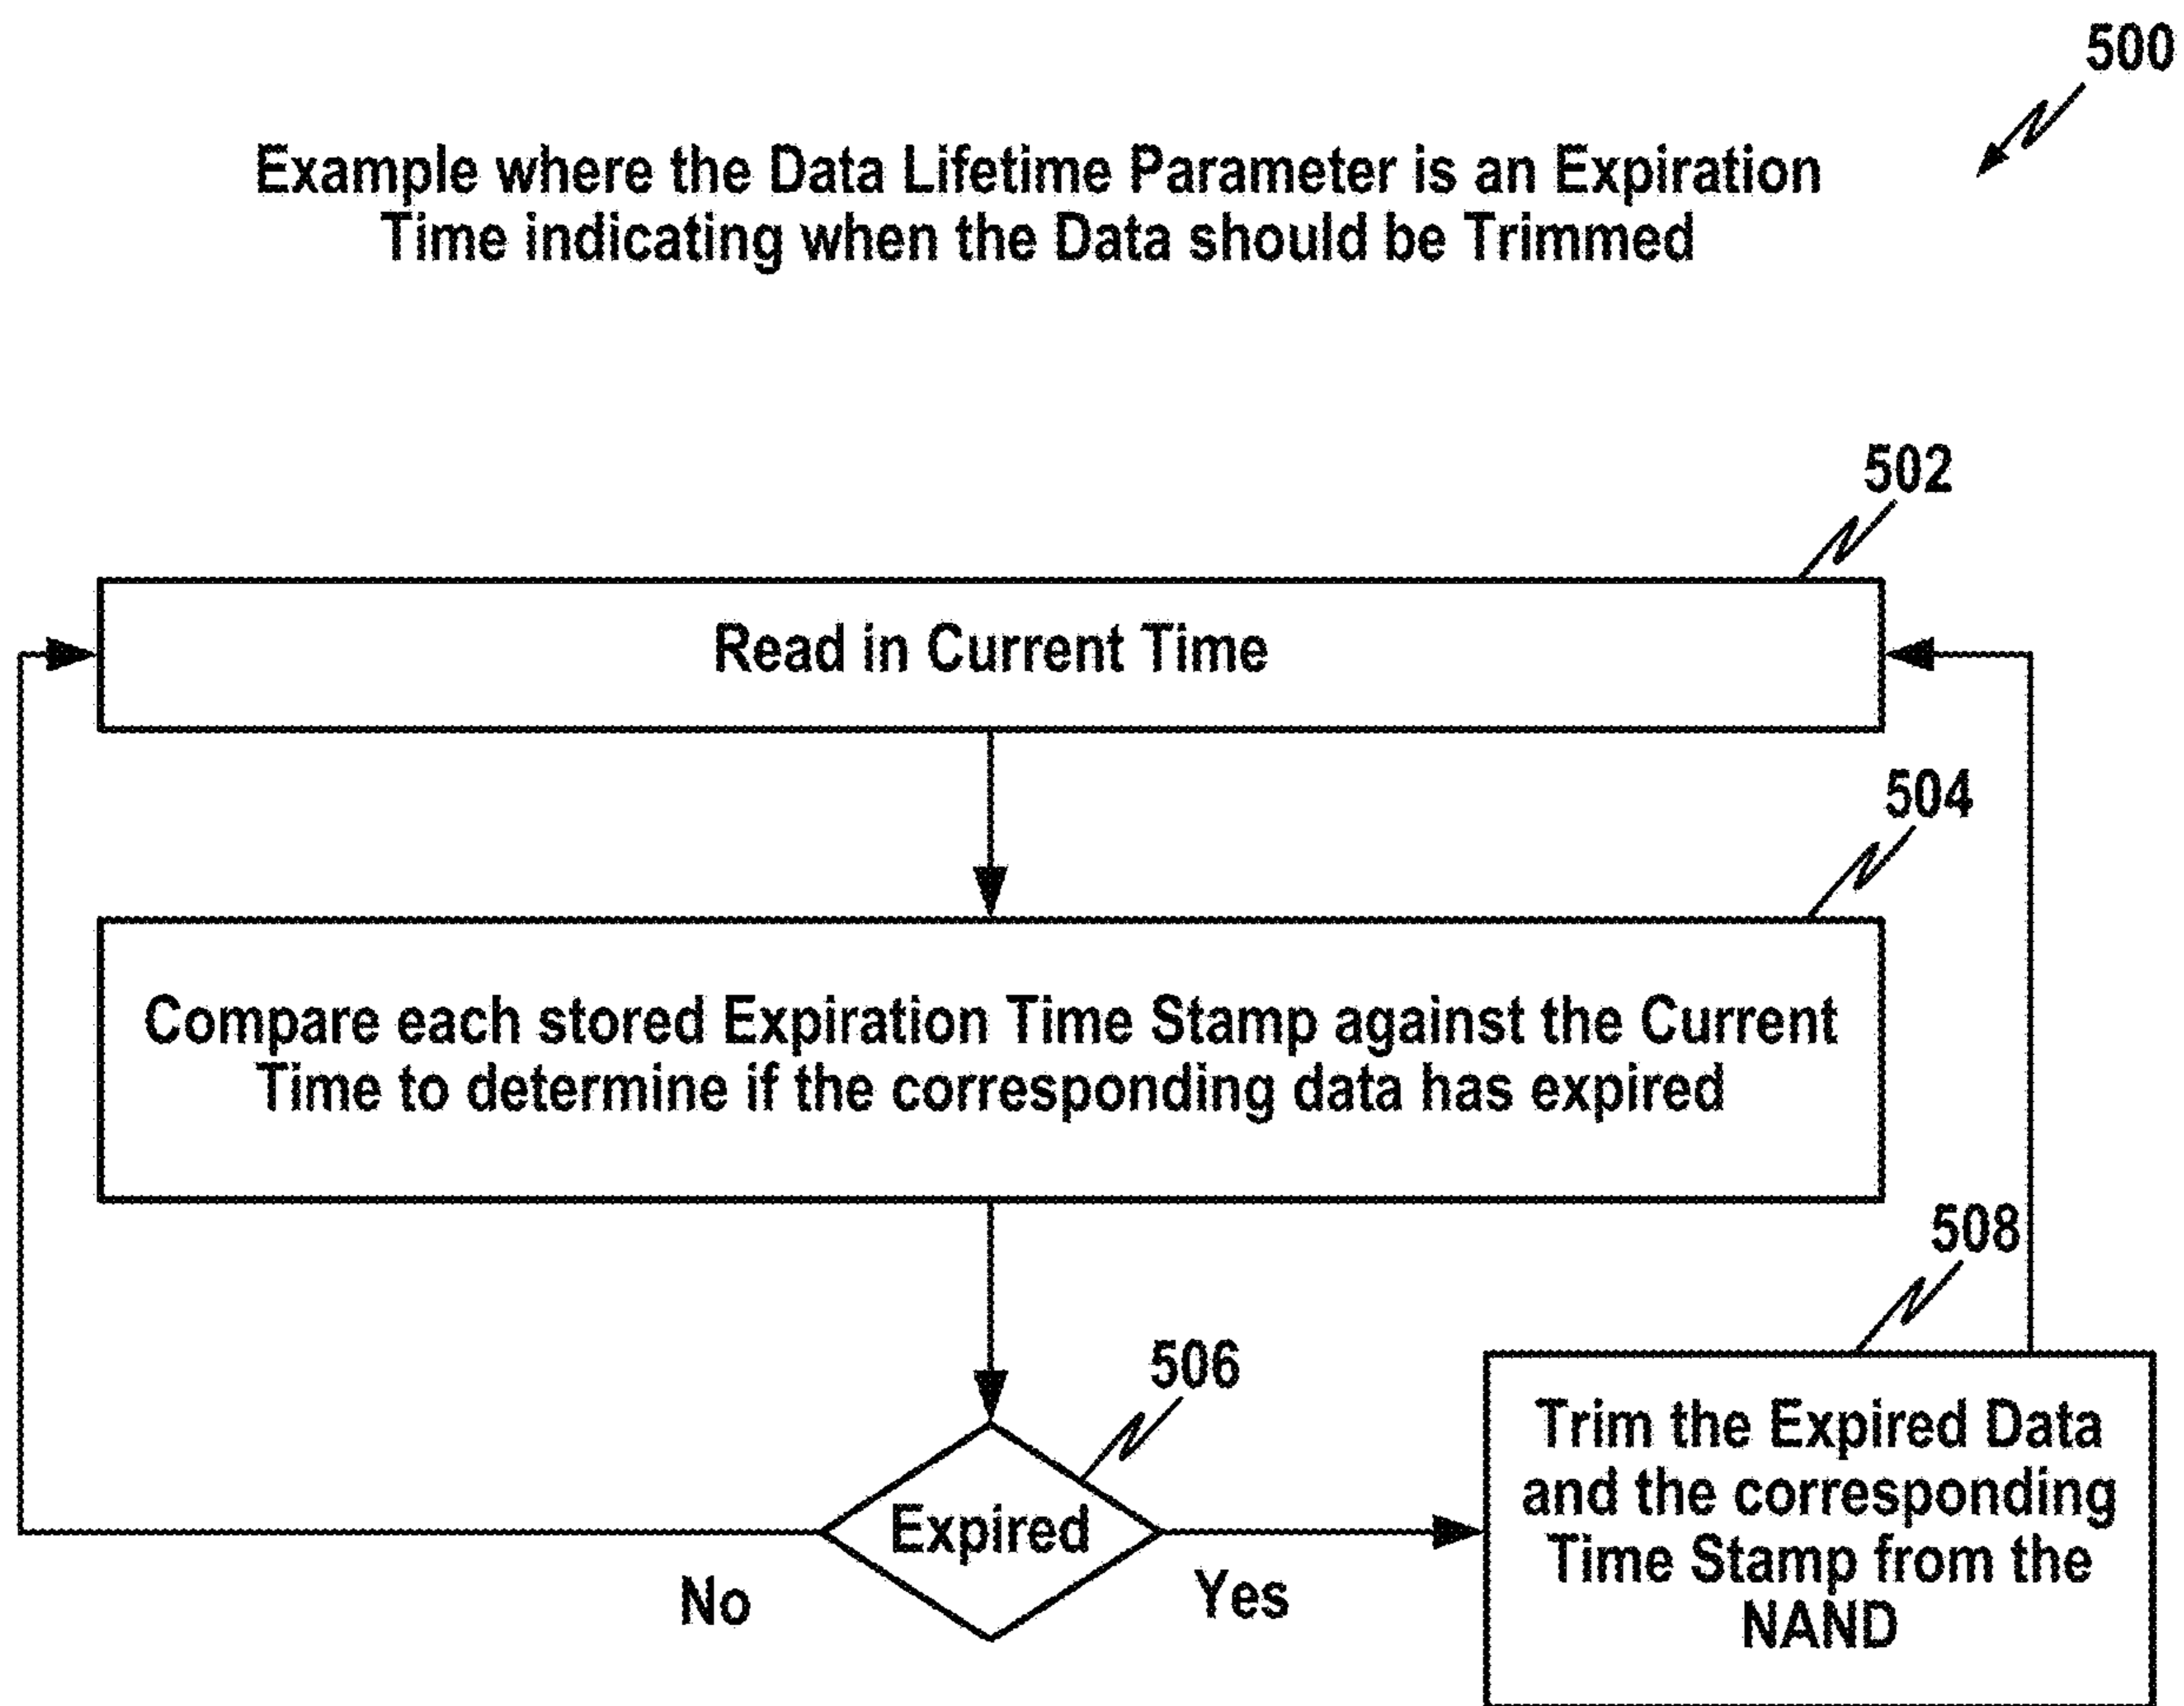 500
Example where the Data Lifetime Parameter is an Expiration
Time indicating when the Data should be Trimmed
502
Read in Current Time
504
Compare each stored Expiration Time Stamp against the Current
Time to determine if the corresponding data has expired
508
506
Expired
No
Yes
Trim the Expired Data
and the corresponding
Time Stamp from the
NAND